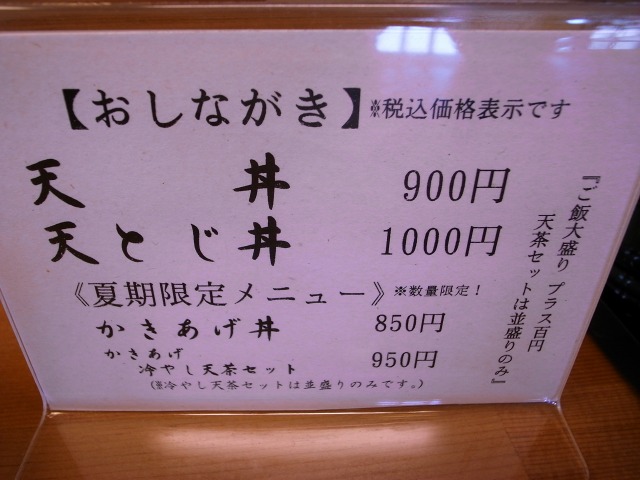 【おしながき】※税込価格表示です
天丼 900円
天とじ丼 1000円
《夏期限定メニュー》※数量限定！
かきあげ丼 850円
かきあげ
冷やし天茶セット 950円
(※冷やし天茶セットは並盛りのみです。)
『ご飯大盛り プラス百円
天茶セットは並盛りのみ』